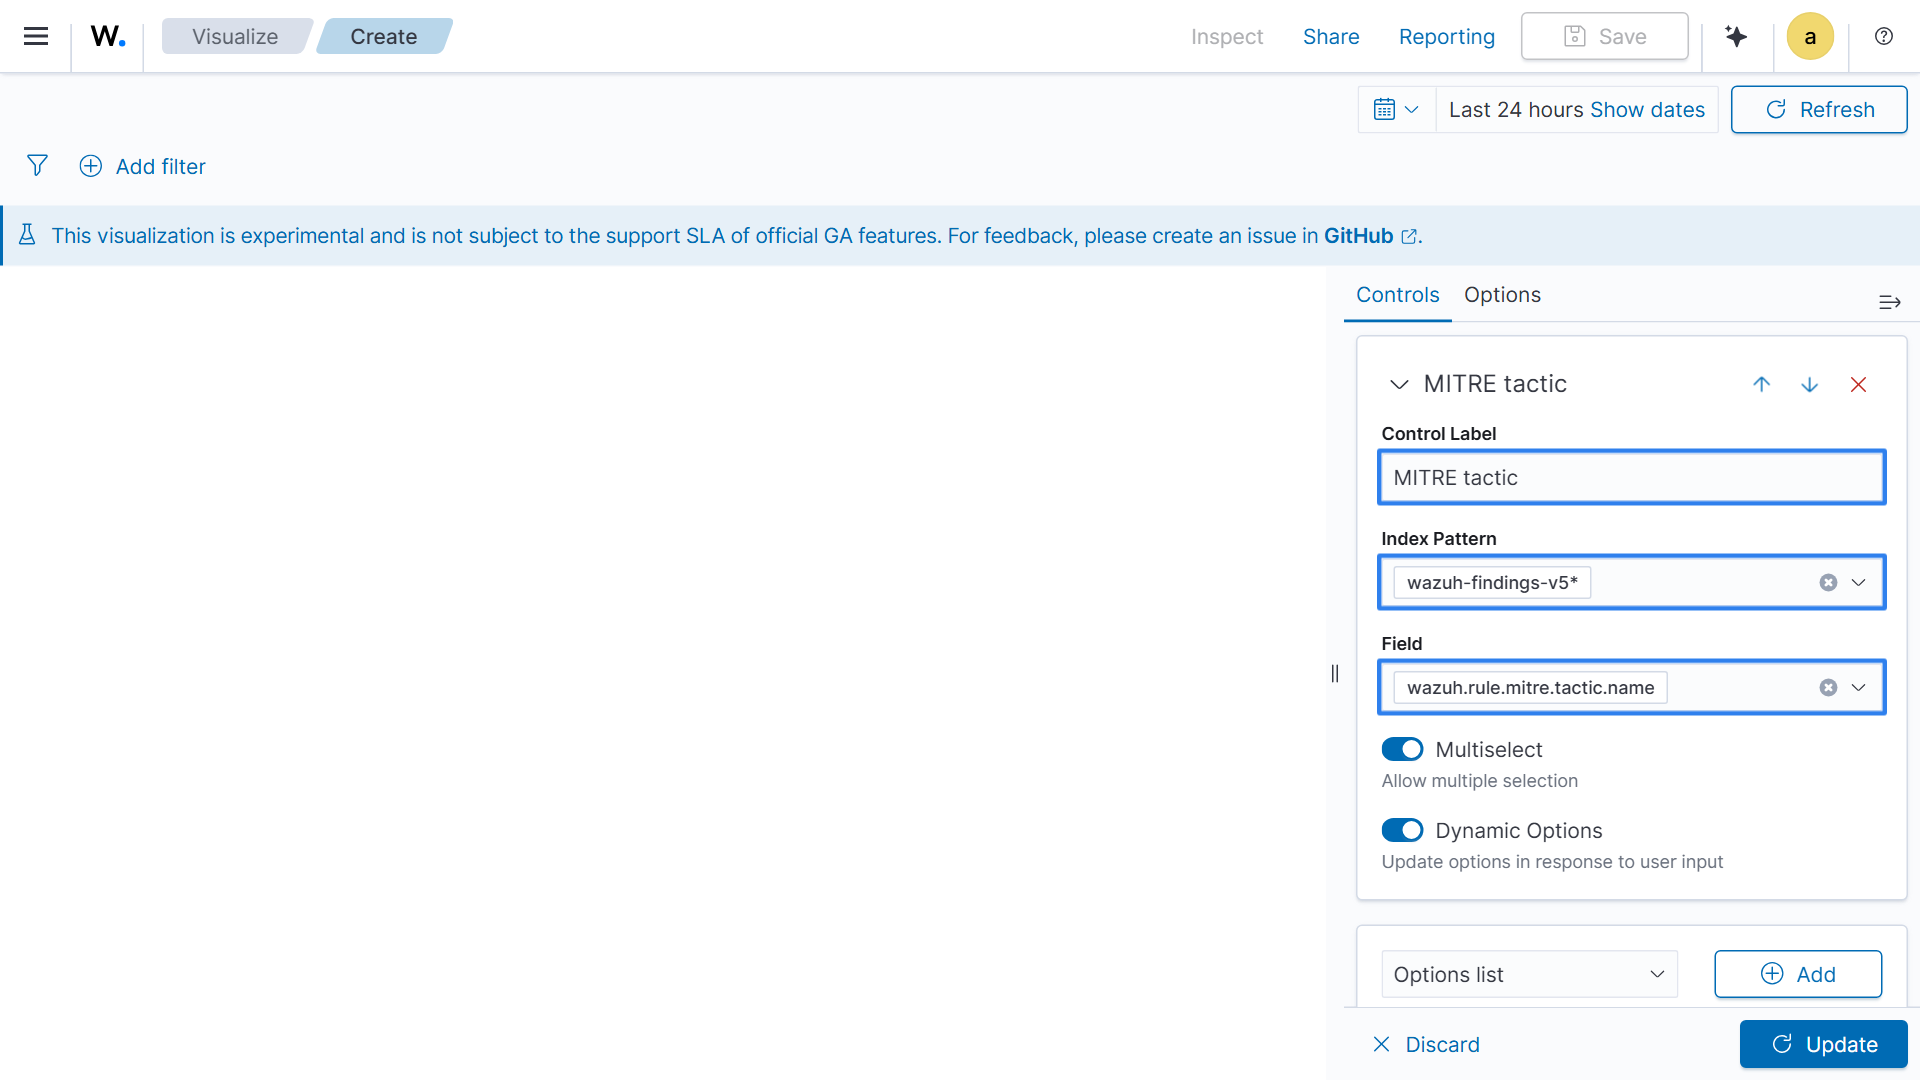 W.
Visualize
Create
Inspect
Share
Reporting
Save
a
Last 24 hours Show dates
Refresh
Add filter
This visualization is experimental and is not subject to the support SLA of official GA features. For feedback, please create an issue in GitHub .
Controls
Options
MITRE tactic
Control Label
MITRE tactic
Index Pattern
wazuh-findings-v5*
Field
wazuh.rule.mitre.tactic.name
Multiselect
Allow multiple selection
Dynamic Options
Update options in response to user input
Options list
Add
Discard
Update